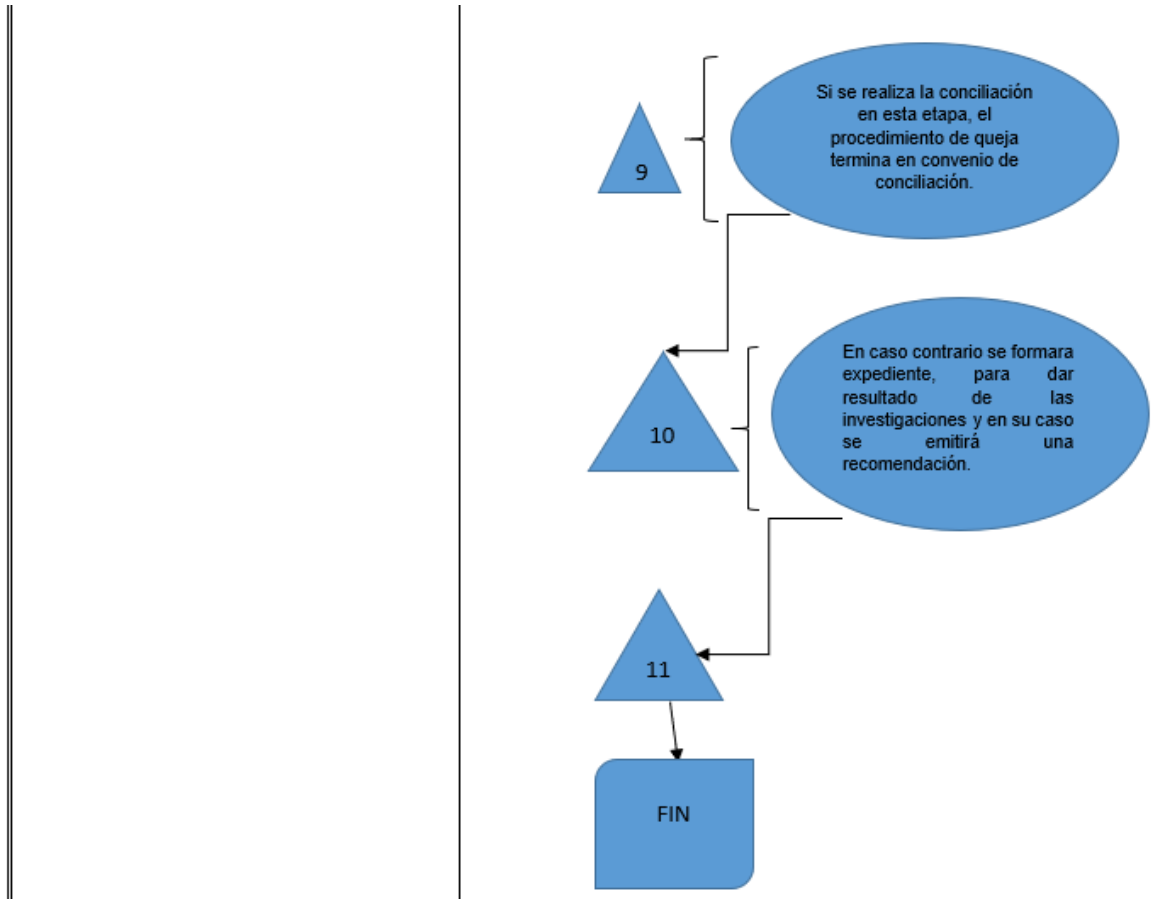 Si se realiza la conciliación
en esta etapa, el
procedimiento de queja
termina en convenio de
conciliación.
9
En caso contrario se formara
expediente, para dar
resultado de las
investigaciones y en su caso
se emitirá una
recomendación.
10
11
FIN